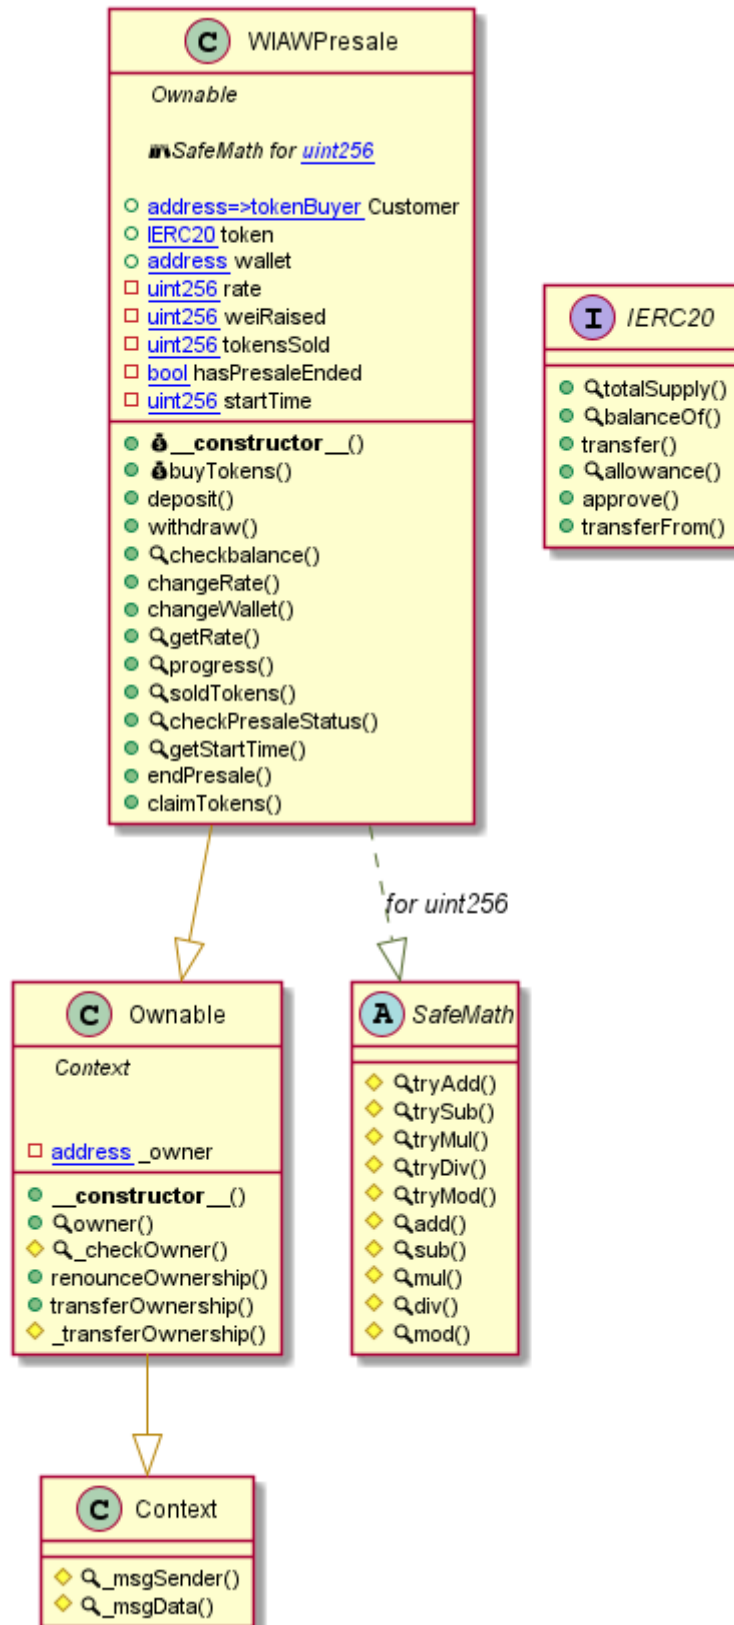 C WIAWPresale
Ownable
SafeMath for uint256
address=>tokenBuyer Customer
IERC20 token
address wallet
uint256 rate
uint256 weiRaised
uint256 tokensSold
bool hasPresaleEnded
uint256 startTime
__constructor__()
buyTokens()
deposit()
withdraw()
checkbalance()
changeRate()
changeWallet()
getRate()
progress()
soldTokens()
checkPresaleStatus()
getStartTime()
endPresale()
claimTokens()
I IERC20
totalSupply()
balanceOf()
transfer()
allowance()
approve()
transferFrom()
for uint256
C Ownable
Context
address _owner
__constructor__()
owner()
_checkOwner()
renounceOwnership()
transferOwnership()
_transferOwnership()
A SafeMath
tryAdd()
trySub()
tryMul()
tryDiv()
tryMod()
add()
sub()
mul()
div()
mod()
C Context
_msgSender()
_msgData()